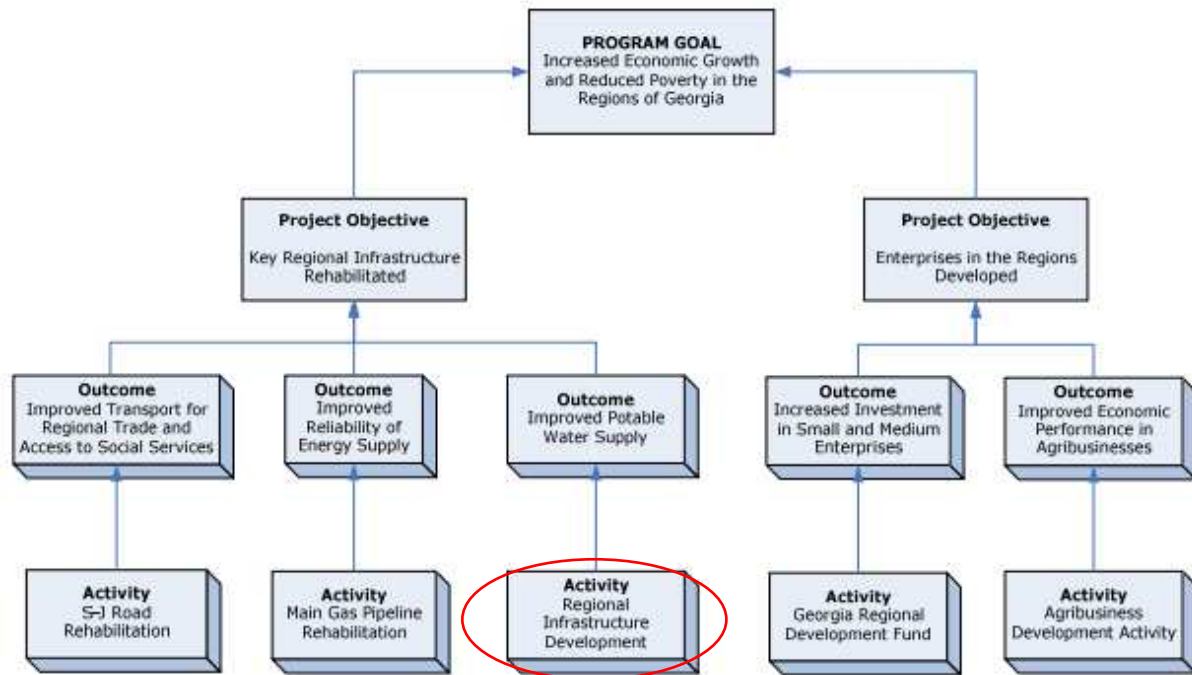 PROGRAM GOAL
Increased Economic Growth
and Reduced Poverty in the
Regions of Georgia
Project Objective
Key Regional Infrastructure
Rehabilitated
Project Objective
Enterprises in the Regions
Developed
Outcome
Improved Transport for
Regional Trade and
Access to Social Services
Outcome
Improved
Reliability of
Energy Supply
Outcome
Improved Potable
Water Supply
Outcome
Increased Investment
in Small and Medium
Enterprises
Outcome
Improved Economic
Performance in
Agribusinesses
Activity
S-J Road
Rehabilitation
Activity
Main Gas Pipeline
Rehabilitation
Activity
Regional
Infrastructure
Development
Activity
Georgia Regional
Development Fund
Activity
Agribusiness
Development Activity